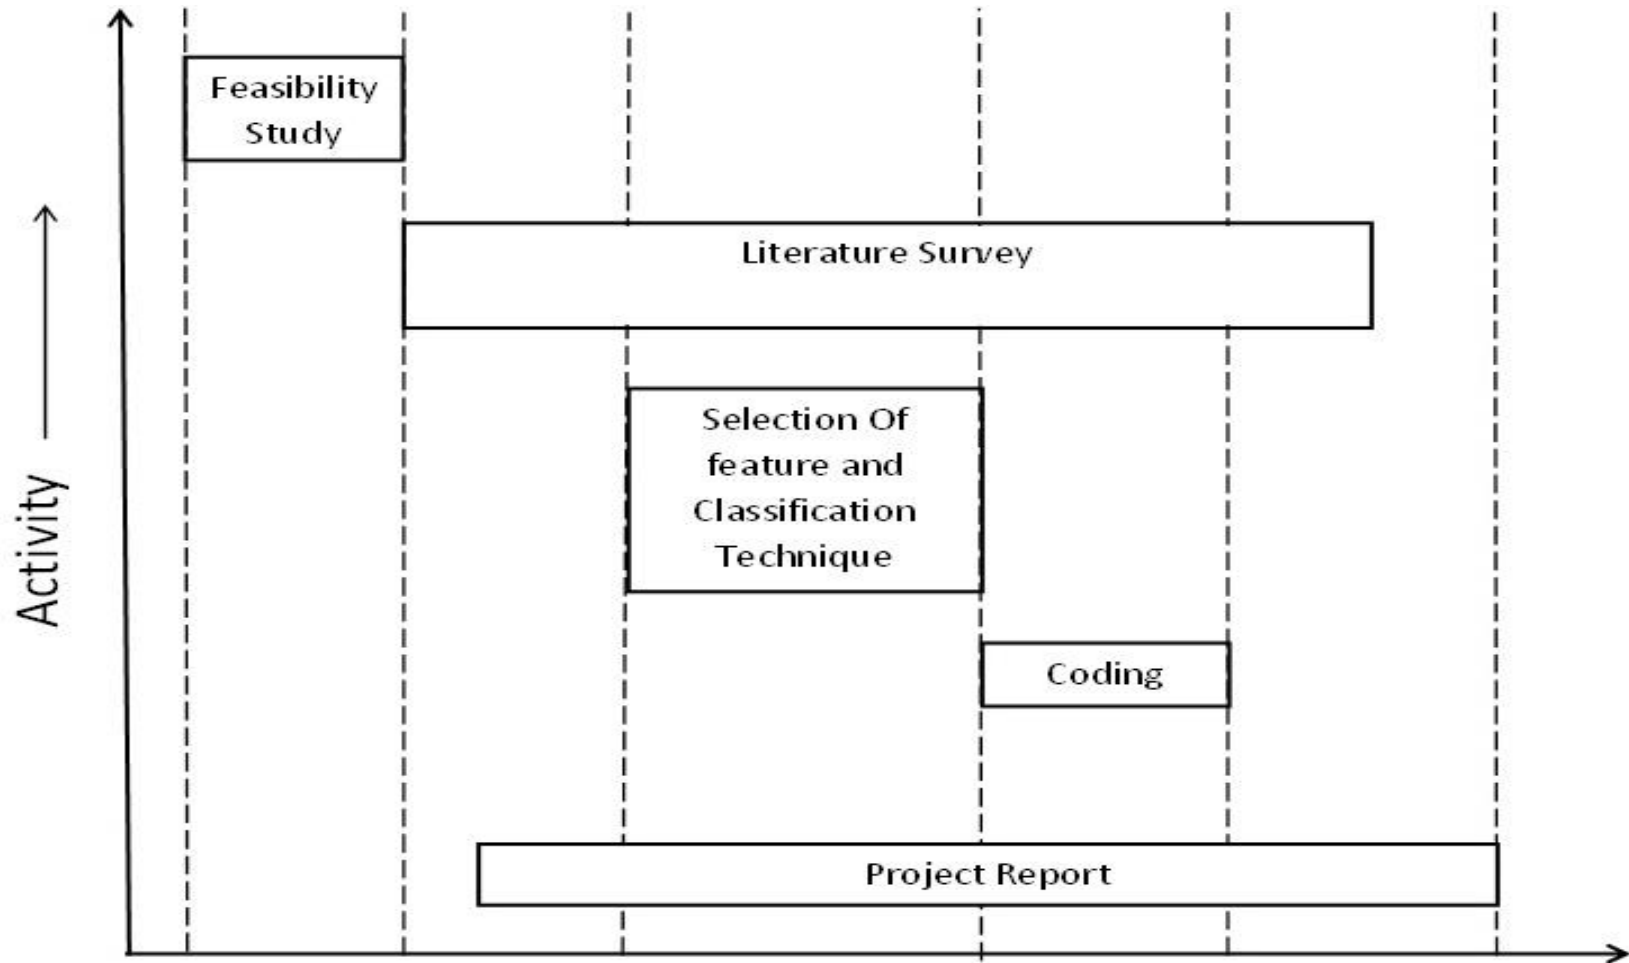 Feasibility
Study
Literature Survey
Selection Of
feature and
Classification
Technique
Coding
Project Report
Activity